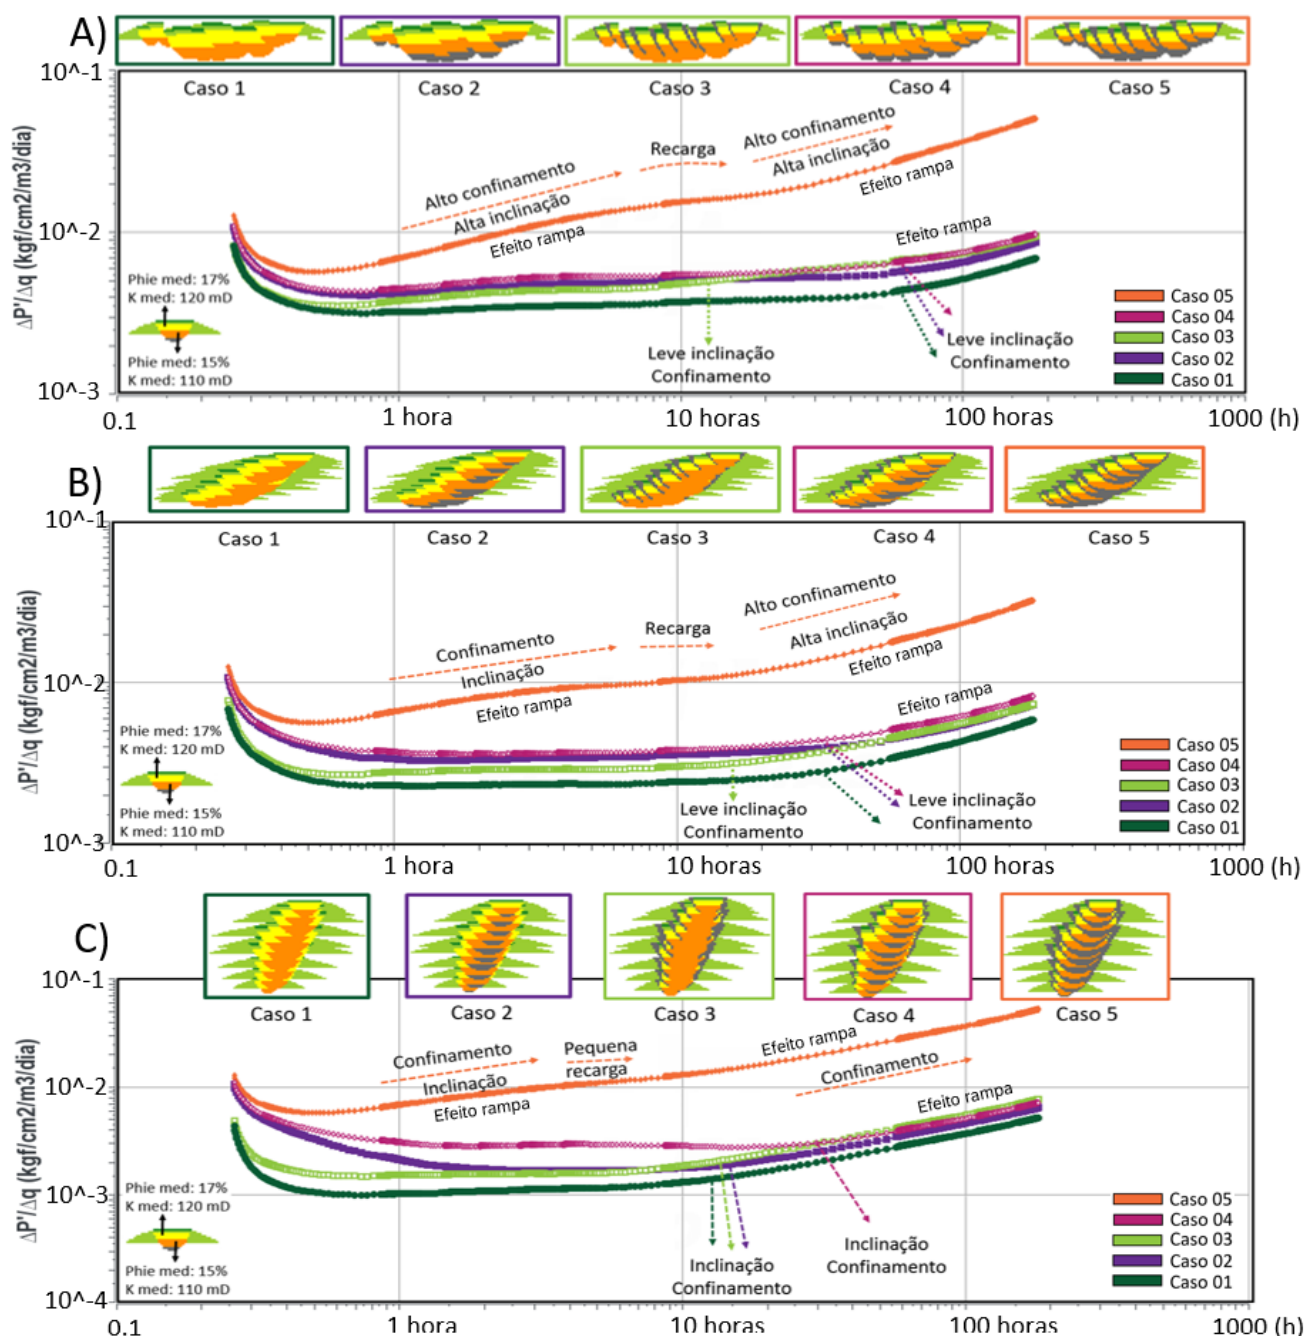 A)
Caso 1
Caso 2
Caso 3
Caso 4
Caso 5
10^-1
10^-2
10^-3
ΔP'/Δq (kgf/cm2/m3/dia)
Alto confinamento
Alta inclinação
Efeito rampa
Recarga
Alto confinamento
Alta inclinação
Efeito rampa
Efeito rampa
Phie med: 17%
K med: 120 mD
Phie med: 15%
K med: 110 mD
Leve inclinação
Confinamento
Leve inclinação
Confinamento
Caso 05
Caso 04
Caso 03
Caso 02
Caso 01
0.1
1 hora
10 horas
100 horas
1000 (h)
B)
10^-1
Caso 1
Caso 2
Caso 3
Caso 4
Caso 5
10^-2
10^-3
ΔP'/Δq (kgf/cm2/m3/dia)
Confinamento
Inclinação
Efeito rampa
Recarga
Alto confinamento
Alta inclinação
Efeito rampa
Efeito rampa
Phie med: 17%
K med: 120 mD
Phie med: 15%
K med: 110 mD
Leve inclinação
Confinamento
Leve inclinação
Confinamento
Caso 05
Caso 04
Caso 03
Caso 02
Caso 01
0.1
1 hora
10 horas
100 horas
1000 (h)
C)
10^-1
Caso 1
Caso 2
Caso 3
Caso 4
Caso 5
10^-2
10^-3
10^-4
ΔP'/Δq (kgf/cm2/m3/dia)
Confinamento
Inclinação
Efeito rampa
Pequena
recarga
Efeito rampa
Confinamento
Efeito rampa
Phie med: 17%
K med: 120 mD
Phie med: 15%
K med: 110 mD
Inclinação
Confinamento
Inclinação
Confinamento
Caso 05
Caso 04
Caso 03
Caso 02
Caso 01
0.1
1 hora
10 horas
100 horas
1000 (h)